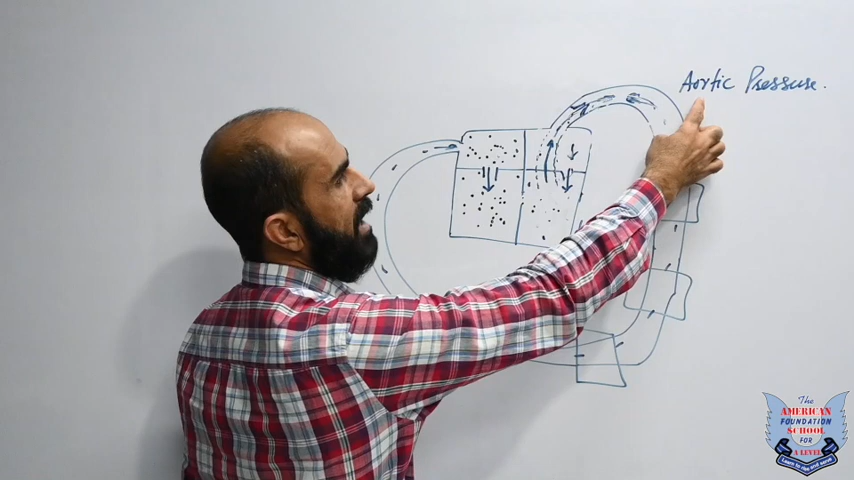 Aortic Pressure.
The
AMERICAN
FOUNDATION
SCHOOL
FOR
A LEVEL